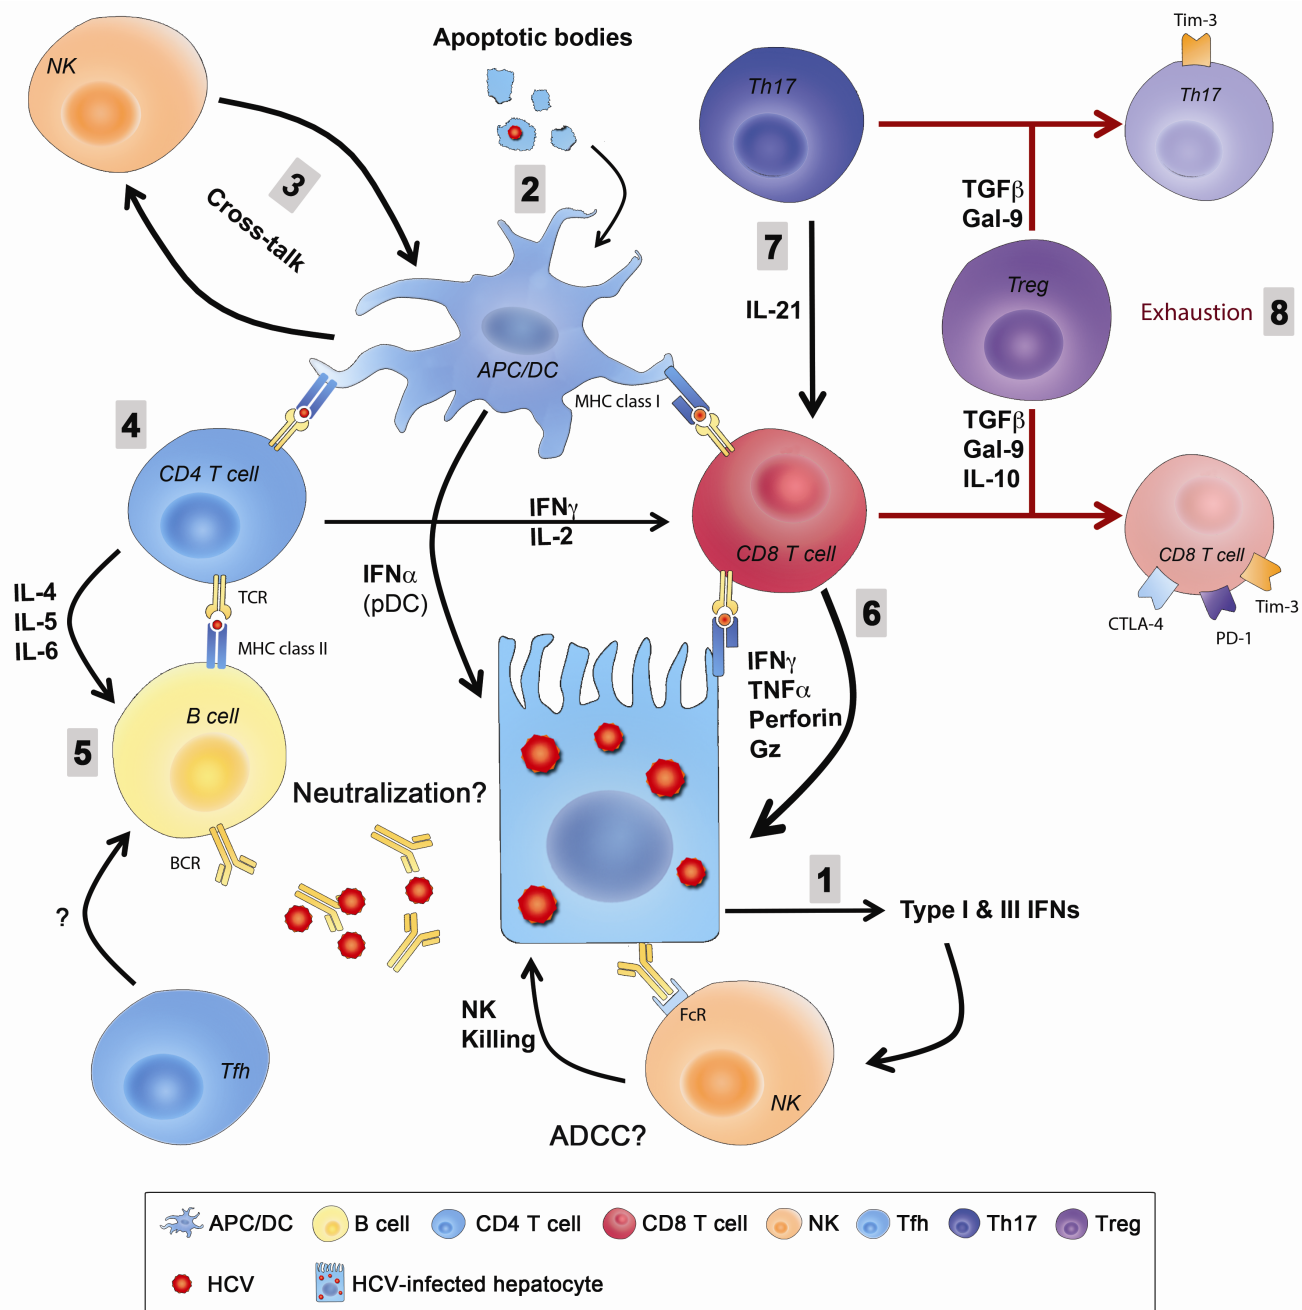 Tim-3
Apoptotic bodies
NK
Th17
Th17
2
3
Cross-talk
TGFβ
Gal-9
7
IL-21
Treg
Exhaustion
8
APC/DC
MHC class I
4
CD4 T cell
TGFβ
Gal-9
IL-10
IFNγ
IL-2
CD8 T cell
CD8 T cell
CTLA-4
PD-1
Tim-3
IFNα
(pDC)
IL-4
IL-5
IL-6
TCR
MHC class II
6
IFNγ
TNFα
Perforin
Gz
B cell
5
Neutralization?
BCR
?
1
Type I & III IFNs
NK
Killing
FcR
NK
Tfh
ADCC?
APC/DC
B cell
CD4 T cell
CD8 T cell
NK
Tfh
Th17
Treg
HCV
HCV-infected hepatocyte